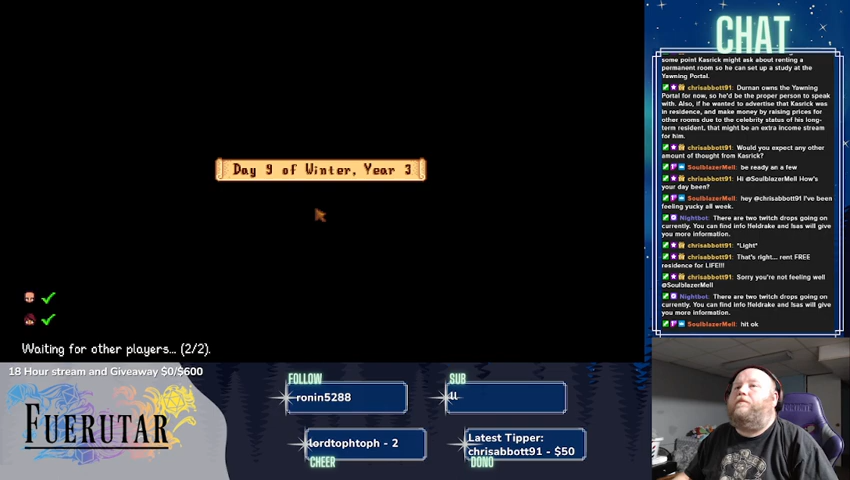 CHAT
some point Kasrick might ask about renting a
permanent room so he can set up a study at the
Yawning Portal.
chrisabbott91: Durnan owns the Yawning
Portal for now, so he'd be the proper person to speak
with. Also, if he wanted to advertise that Kasrick was
in residence, and make money by raising prices for
other rooms due to the celebrity status of his long-
term resident, that might be an extra income stream
for him.
chrisabbott91: Would you expect any other
amount of thought from Kasrick?
SoulblazerMell: be ready an a few
chrisabbott91: Hi @SoulblazerMell How's
your day been?
SoulblazerMell: hey @chrisabbott91 I've been
feeling yucky all week.
Nightbot: There are two twitch drops going on
currently. You can find info !feldrake and !sas will give
you more information.
chrisabbott91: *Light*
chrisabbott91: That's right... rent FREE
residence for LIFE!!!
chrisabbott91: Sorry you're not feeling well
@SoulblazerMell
Nightbot: There are two twitch drops going on
currently. You can find info !feldrake and !sas will give
you more information.
SoulblazerMell: hit ok
Day 9 of Winter, Year 3
Waiting for other players... (2/2).
18 Hour stream and Giveaway $0/$600
FUERUTAR
FOLLOW
ronin5288
SUB
ll
lordtophtoph - 2
CHEER
Latest Tipper:
chrisabbott91 - $50
DONO